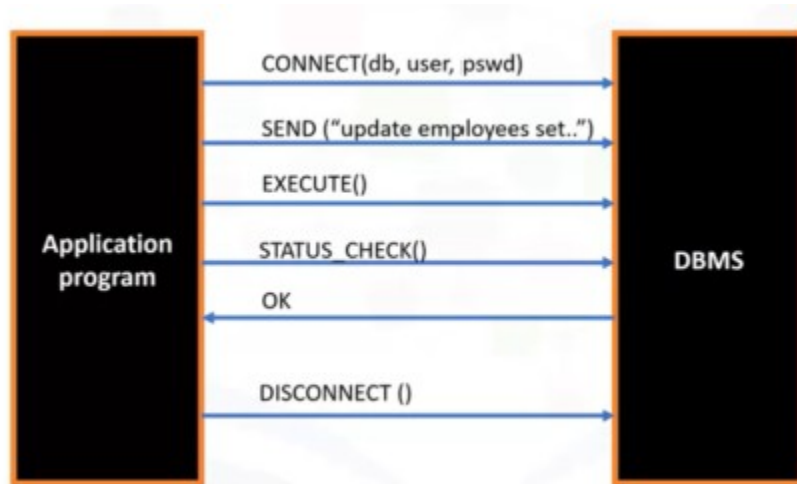 CONNECT(db, user, pswd)
SEND (“update employees set..”)
EXECUTE()
Application
program
STATUS_CHECK()
DBMS
OK
DISCONNECT ()